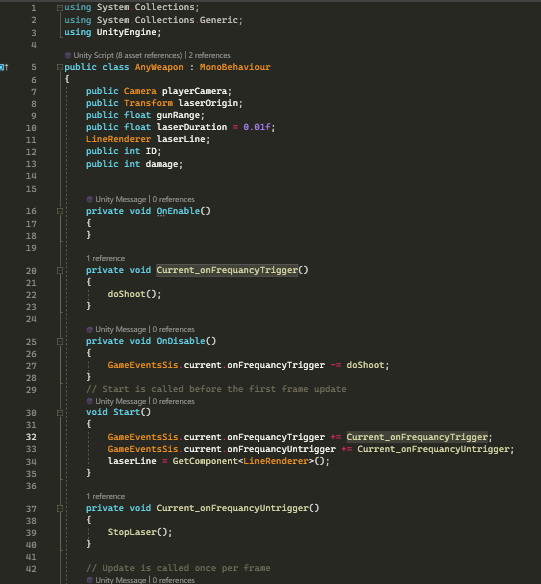 1 using System.Collections;
2 using System.Collections.Generic;
3 using UnityEngine;
4
Unity Script (8 asset references) | 2 references
5 public class AnyWeapon : MonoBehaviour
6 {
7 public Camera playerCamera;
8 public Transform laserOrigin;
9 public float gunRange;
10 public float laserDuration = 0.01f;
11 LineRenderer laserLine;
12 public int ID;
13 public int damage;
14
15
Unity Message | 0 references
16 private void OnEnable()
17 {
18 }
19
1 reference
20 private void Current_onFrequancyTrigger()
21 {
22 doShoot();
23 }
24
Unity Message | 0 references
25 private void OnDisable()
26 {
27 GameEventsSis.current.onFrequancyTrigger -= doShoot;
28 }
29 // Start is called before the first frame update
Unity Message | 0 references
30 void Start()
31 {
32 GameEventsSis.current.onFrequancyTrigger += Current_onFrequancyTrigger;
33 GameEventsSis.current.onFrequancyUntrigger += Current_onFrequancyUntrigger;
34 laserLine = GetComponent<LineRenderer>();
35 }
36
1 reference
37 private void Current_onFrequancyUntrigger()
38 {
39 StopLaser();
40 }
41
42 // Update is called once per frame
Unity Message | 0 references